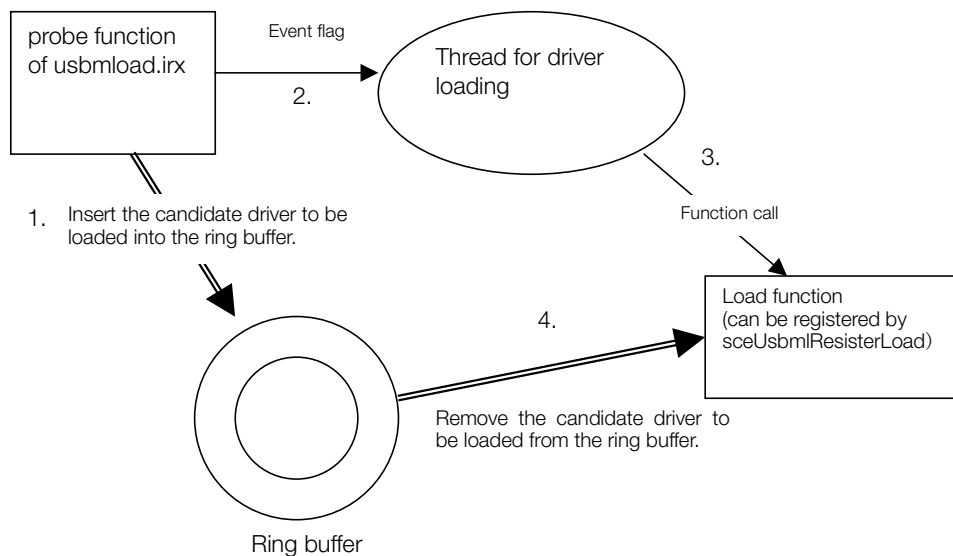 probe function
of usbmload.irx
Event flag
2.
Thread for driver
loading
3.
1. Insert the candidate driver to be
loaded into the ring buffer.
Function call
Load function
(can be registered by
sceUsbmlResisterLoad)
4.
Remove the candidate driver to
be loaded from the ring buffer.
Ring buffer